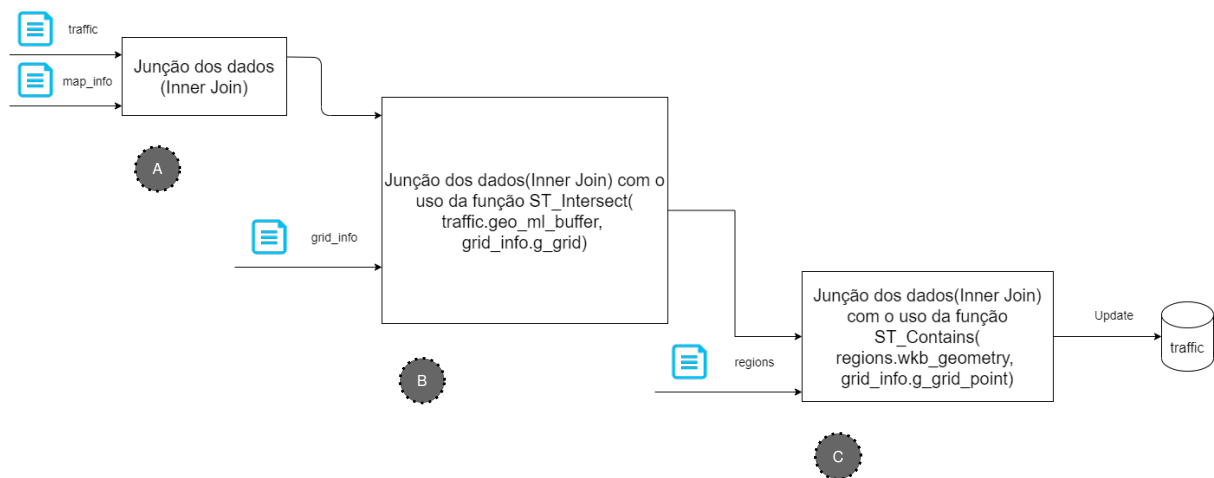 traffic
map_info
Junção dos dados
(Inner Join)
A
Junção dos dados(Inner Join) com o
uso da função ST_Intersect(
traffic.geo_ml_buffer,
grid_info.g_grid)
grid_info
B
Junção dos dados(Inner Join)
com o uso da função
ST_Contains(
regions.wkb_geometry,
grid_info.g_grid_point)
regions
C
Update
traffic